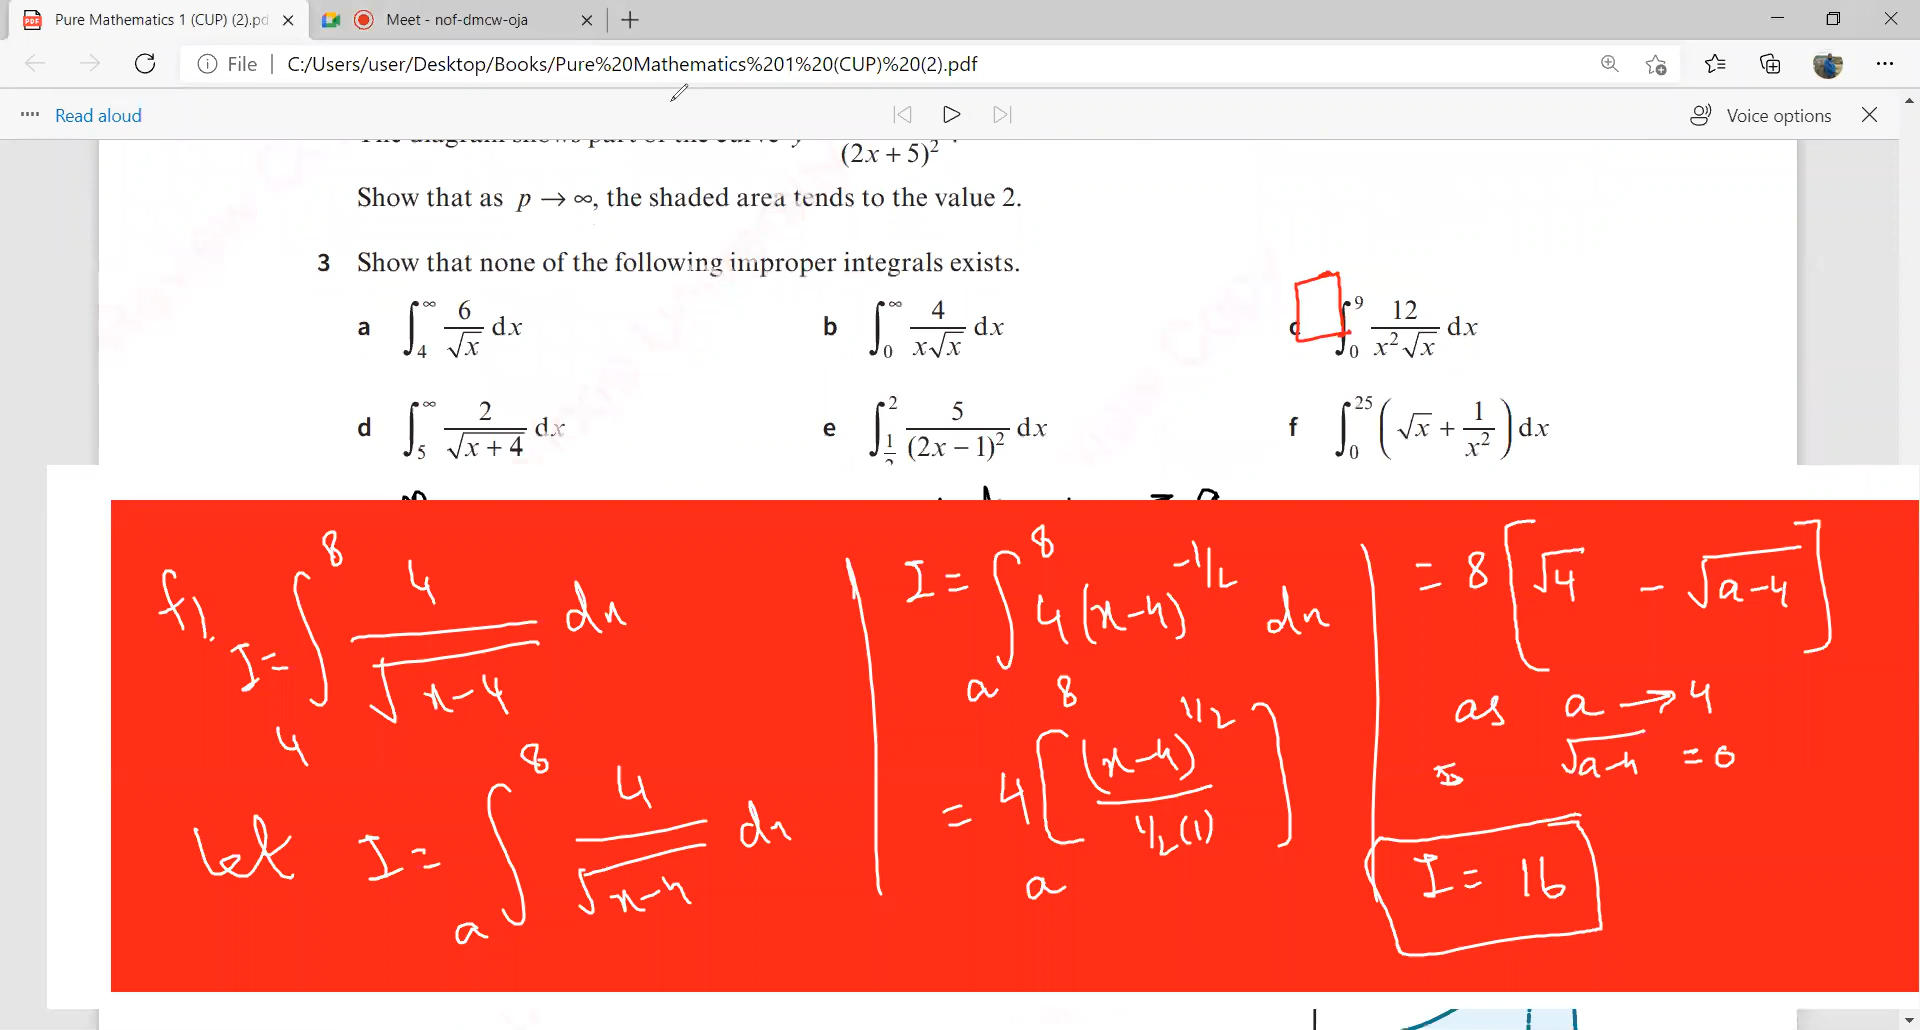 Pure Mathematics 1 (CUP) (2).pd
Meet - nof-dmcw-oja
File
C:/Users/user/Desktop/Books/Pure%20Mathematics%201%20(CUP)%20(2).pdf
Read aloud
Voice options
(2x + 5)²
Show that as p → ∞, the shaded area tends to the value 2.
3 Show that none of the following improper integrals exists.
a ∫₄^∞ 6/√x dx b ∫₀^∞ 4/(x√x) dx c ∫₀^9 12/(x²√x) dx
d ∫₅^∞ 2/√(x + 4) dx e ∫_{1/2}^2 5/(2x − 1)² dx f ∫₀^25 (√x + 1/x²) dx
f). I = ∫₄^8 4/√(x-4) dx
let I = ∫ₐ^8 4/√(x-4) dx
I = ∫ₐ^8 4(x-4)^{-1/2} dx
= 4[(x-4)^{1/2}/(1/2(1))]ₐ^8
= 8[√4 - √(a-4)]
as a → 4
√(a-4) = 0
I = 16